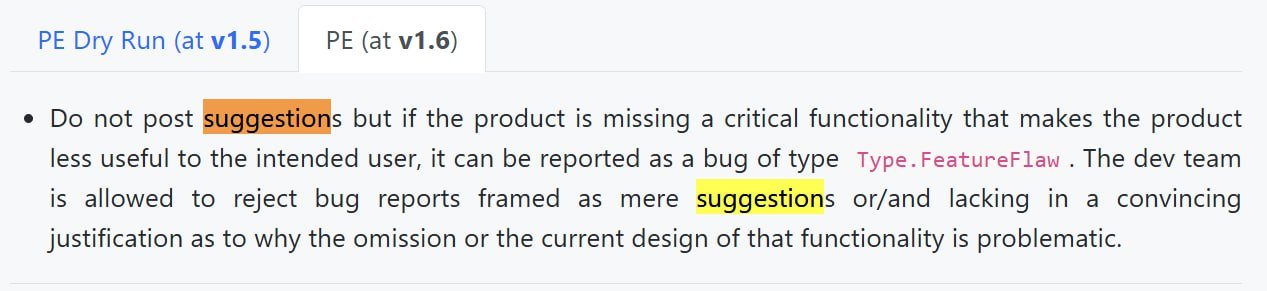 PE Dry Run (at v1.5) PE (at v1.6)
• Do not post suggestions but if the product is missing a critical functionality that makes the product
less useful to the intended user, it can be reported as a bug of type Type.FeatureFlaw . The dev team
is allowed to reject bug reports framed as mere suggestions or/and lacking in a convincing
justification as to why the omission or the current design of that functionality is problematic.